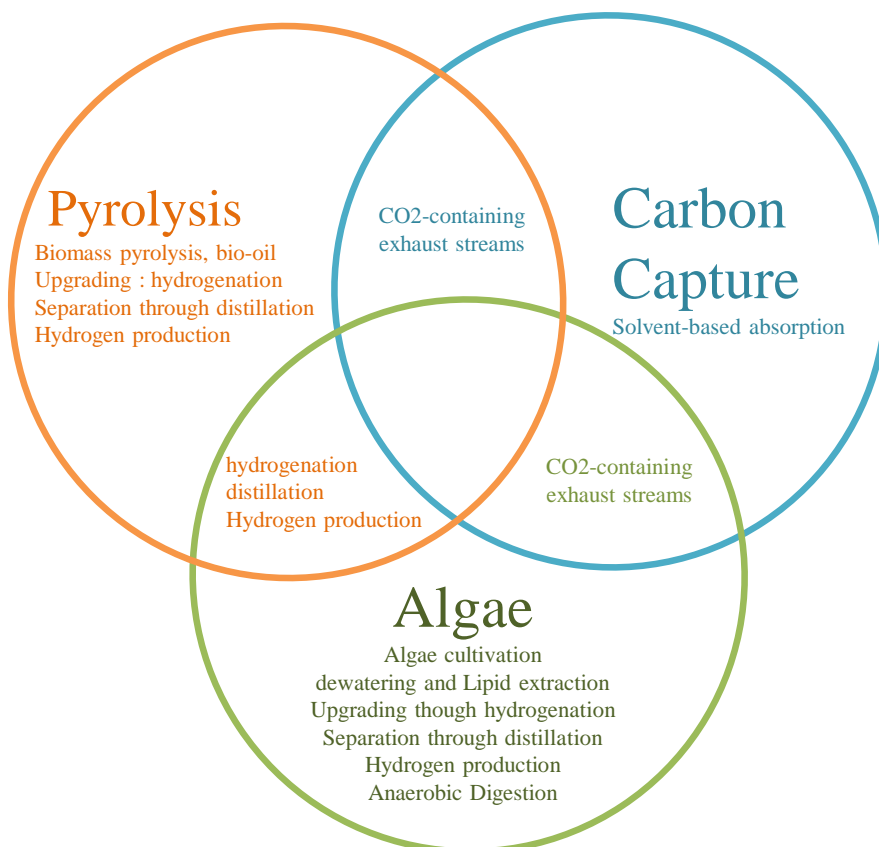 Pyrolysis
Biomass pyrolysis, bio-oil
Upgrading : hydrogenation
Separation through distillation
Hydrogen production
CO2-containing
exhaust streams
Carbon
Capture
Solvent-based absorption
hydrogenation
distillation
Hydrogen production
CO2-containing
exhaust streams
Algae
Algae cultivation
dewatering and Lipid extraction
Upgrading though hydrogenation
Separation through distillation
Hydrogen production
Anaerobic Digestion